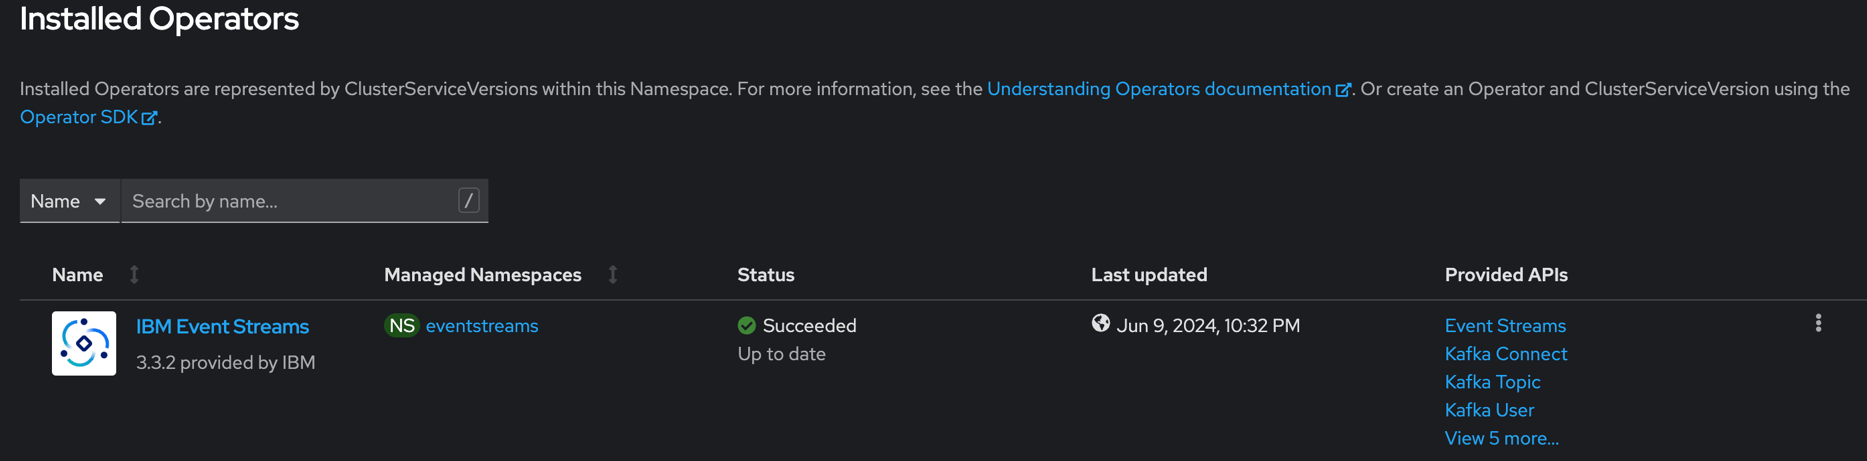 Installed Operators
Installed Operators are represented by ClusterServiceVersions within this Namespace. For more information, see the Understanding Operators documentation. Or create an Operator and ClusterServiceVersion using the
Operator SDK.
Name Search by name... /
Name Managed Namespaces Status Last updated Provided APIs
IBM Event Streams NS eventstreams Succeeded Jun 9, 2024, 10:32 PM Event Streams
3.3.2 provided by IBM Up to date Kafka Connect
Kafka Topic
Kafka User
View 5 more...